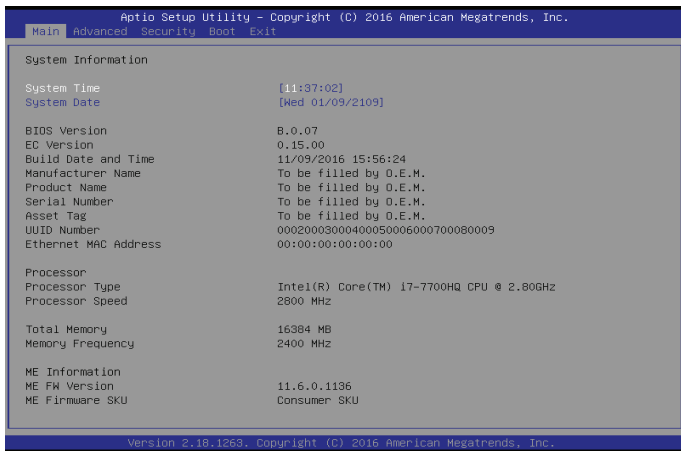 Aptio Setup Utility – Copyright (C) 2016 American Megatrends, Inc.
Main Advanced Security Boot Exit
System Information
System Time [11:37:02]
System Date [Wed 01/09/2109]
BIOS Version B.0.07
EC Version 0.15.00
Build Date and Time 11/09/2016 15:56:24
Manufacturer Name To be filled by O.E.M.
Product Name To be filled by O.E.M.
Serial Number To be filled by O.E.M.
Asset Tag To be filled by O.E.M.
UUID Number 00020003000400050006000700080009
Ethernet MAC Address 00:00:00:00:00:00
Processor
Processor Type Intel(R) Core(TM) i7-7700HQ CPU @ 2.80GHz
Processor Speed 2800 MHz
Total Memory 16384 MB
Memory Frequency 2400 MHz
ME Information
ME FW Version 11.6.0.1136
ME Firmware SKU Consumer SKU
Version 2.18.1263. Copyright (C) 2016 American Megatrends, Inc.